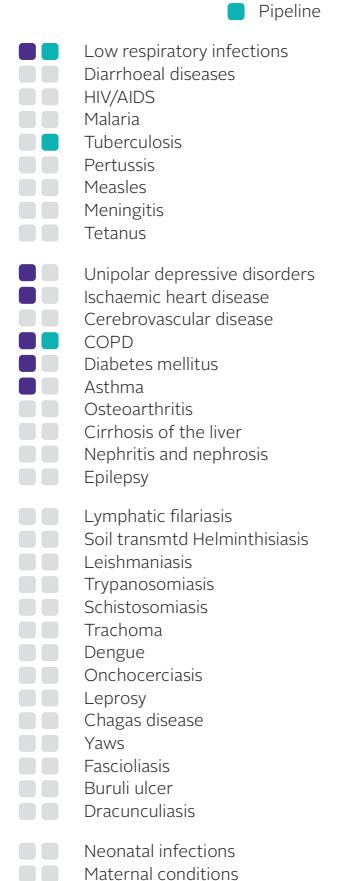 Pipeline
Low respiratory infections
Diarrhoeal diseases
HIV/AIDS
Malaria
Tuberculosis
Pertussis
Measles
Meningitis
Tetanus
Unipolar depressive disorders
Ischaemic heart disease
Cerebrovascular disease
COPD
Diabetes mellitus
Asthma
Osteoarthritis
Cirrhosis of the liver
Nephritis and nephrosis
Epilepsy
Lymphatic filariasis
Soil transmtd Helminthisiasis
Leishmaniasis
Trypanosomiasis
Schistosomiasis
Trachoma
Dengue
Onchocerciasis
Leprosy
Chagas disease
Yaws
Fascioliasis
Buruli ulcer
Dracunculiasis
Neonatal infections
Maternal conditions